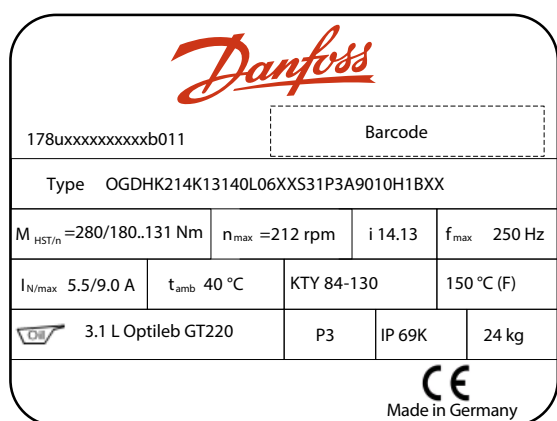 Danfoss
178uxxxxxxxxxxb011
Barcode
Type OGDHK214K13140L06XXS31P3A9010H1BXX
M HST/n =280/180..131 Nm n max =212 rpm i 14.13 f max 250 Hz
I N/max 5.5/9.0 A t amb 40 °C KTY 84-130 150 °C (F)
Oil 3.1 L Optileb GT220 P3 IP 69K 24 kg
CE
Made in Germany